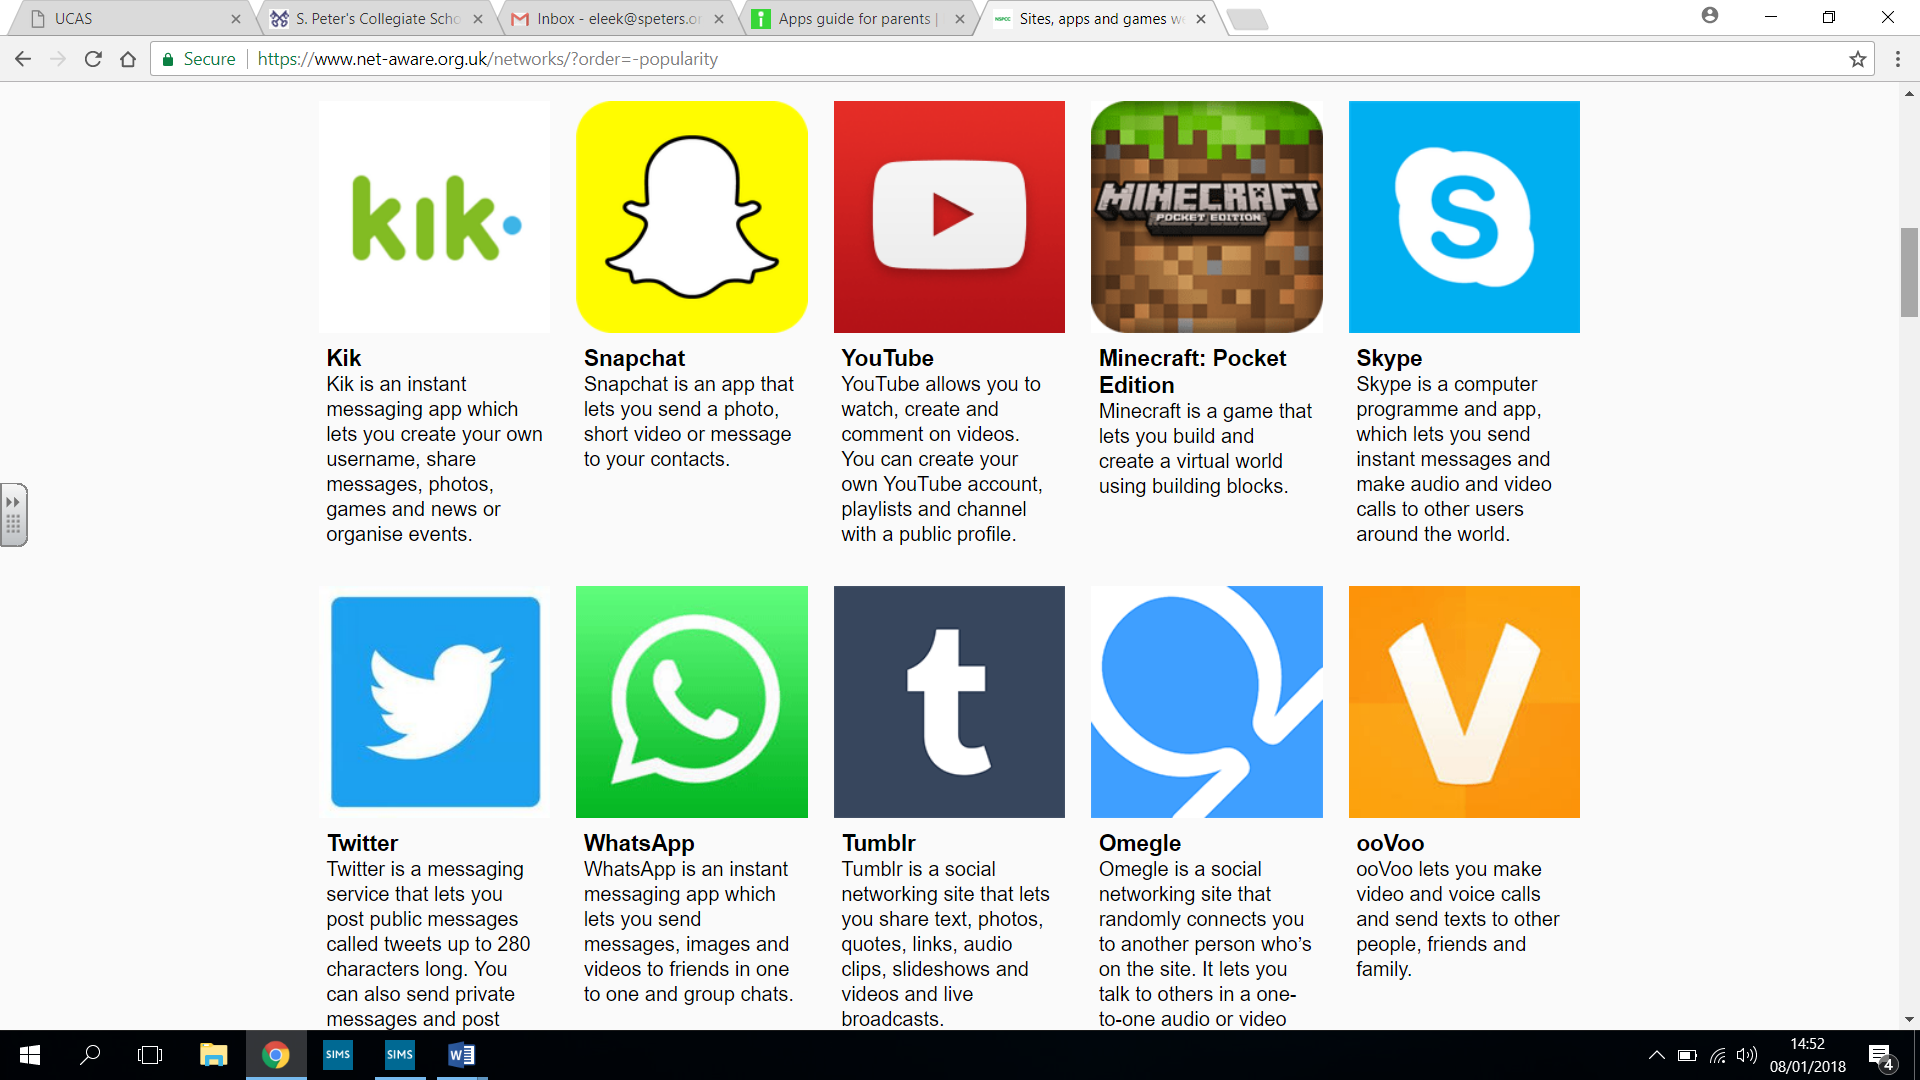 UCAS
S. Peter's Collegiate Scho
Inbox - eleek@speters.or
Apps guide for parents |
NSPCC
Sites, apps and games we
Secure
https://www.net-aware.org.uk/networks/?order=-popularity
kik
MINECRAFT
POCKET EDITION
S
Kik
Kik is an instant
messaging app which
lets you create your own
username, share
messages, photos,
games and news or
organise events.
Snapchat
Snapchat is an app that
lets you send a photo,
short video or message
to your contacts.
YouTube
YouTube allows you to
watch, create and
comment on videos.
You can create your
own YouTube account,
playlists and channel
with a public profile.
Minecraft: Pocket
Edition
Minecraft is a game that
lets you build and
create a virtual world
using building blocks.
Skype
Skype is a computer
programme and app,
which lets you send
instant messages and
make audio and video
calls to other users
around the world.
t
V
Twitter
Twitter is a messaging
service that lets you
post public messages
called tweets up to 280
characters long. You
can also send private
messages and post
WhatsApp
WhatsApp is an instant
messaging app which
lets you send
messages, images and
videos to friends in one
to one and group chats.
Tumblr
Tumblr is a social
networking site that lets
you share text, photos,
quotes, links, audio
clips, slideshows and
videos and live
broadcasts.
Omegle
Omegle is a social
networking site that
randomly connects you
to another person who’s
on the site. It lets you
talk to others in a one-
to-one audio or video
ooVoo
ooVoo lets you make
video and voice calls
and send texts to other
people, friends and
family.
SIMS
SIMS
W
14:52
08/01/2018
4